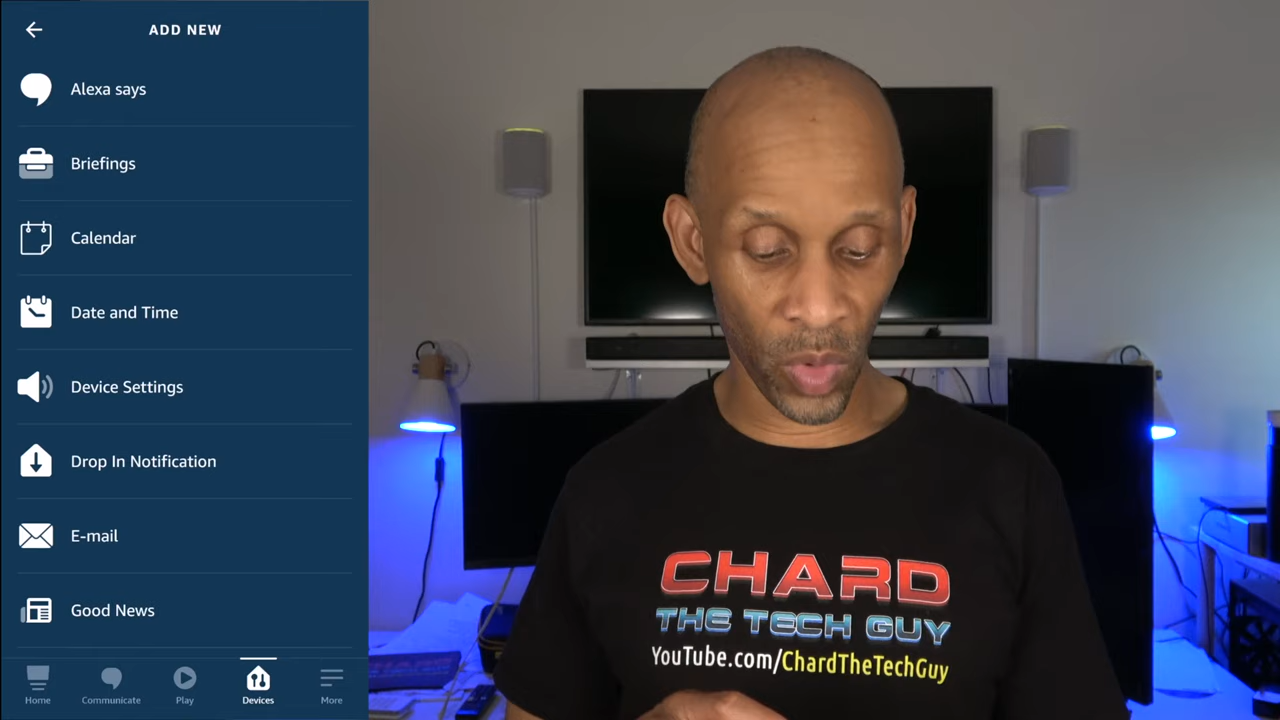 ADD NEW
Alexa says
Briefings
Calendar
Date and Time
Device Settings
Drop In Notification
E-mail
Good News
Home
Communicate
Play
Devices
More
CHARD
THE TECH GUY
YouTube.com/ChardTheTechGuy